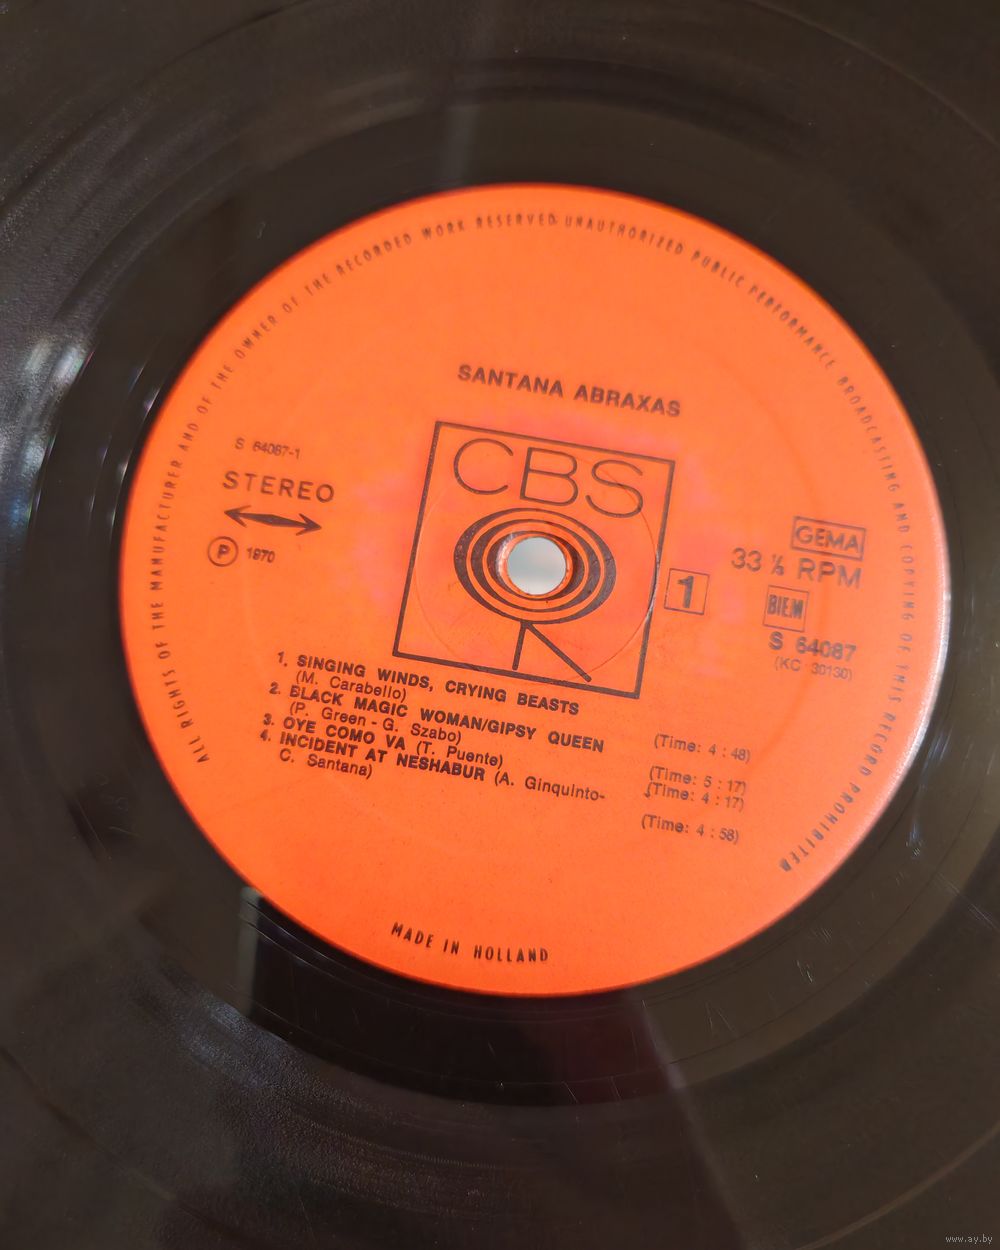 ALL RIGHTS OF THE MANUFACTURER AND OF THE OWNER OF THE RECORDED WORK RESERVED-UNAUTHORIZED PUBLIC PERFORMANCE BROADCASTING AND COPYING OF THIS RECORD PROHIBITED
SANTANA ABRAXAS
S 64087-1
STEREO
P 1970
CBS
GEMA
33 ⅓ RPM
1
BIEM
S 64087
(KC 30130)
1. SINGING WINDS, CRYING BEASTS
(M. Carabello) (Time: 4 : 48)
2. BLACK MAGIC WOMAN/GIPSY QUEEN
(P. Green - G. Szabo) (Time: 5 : 17)
3. OYE COMO VA (T. Puente) (Time: 4 : 17)
4. INCIDENT AT NESHABUR (A. Ginquinto-
C. Santana) (Time: 4 : 58)
MADE IN HOLLAND
www.ay.by